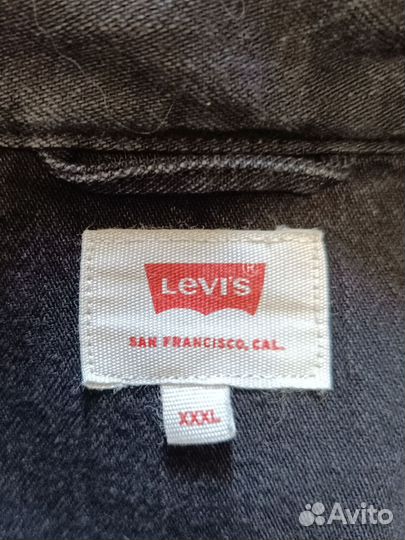 LEVI'S®
SAN FRANCISCO, CAL.
XXXL
Avito